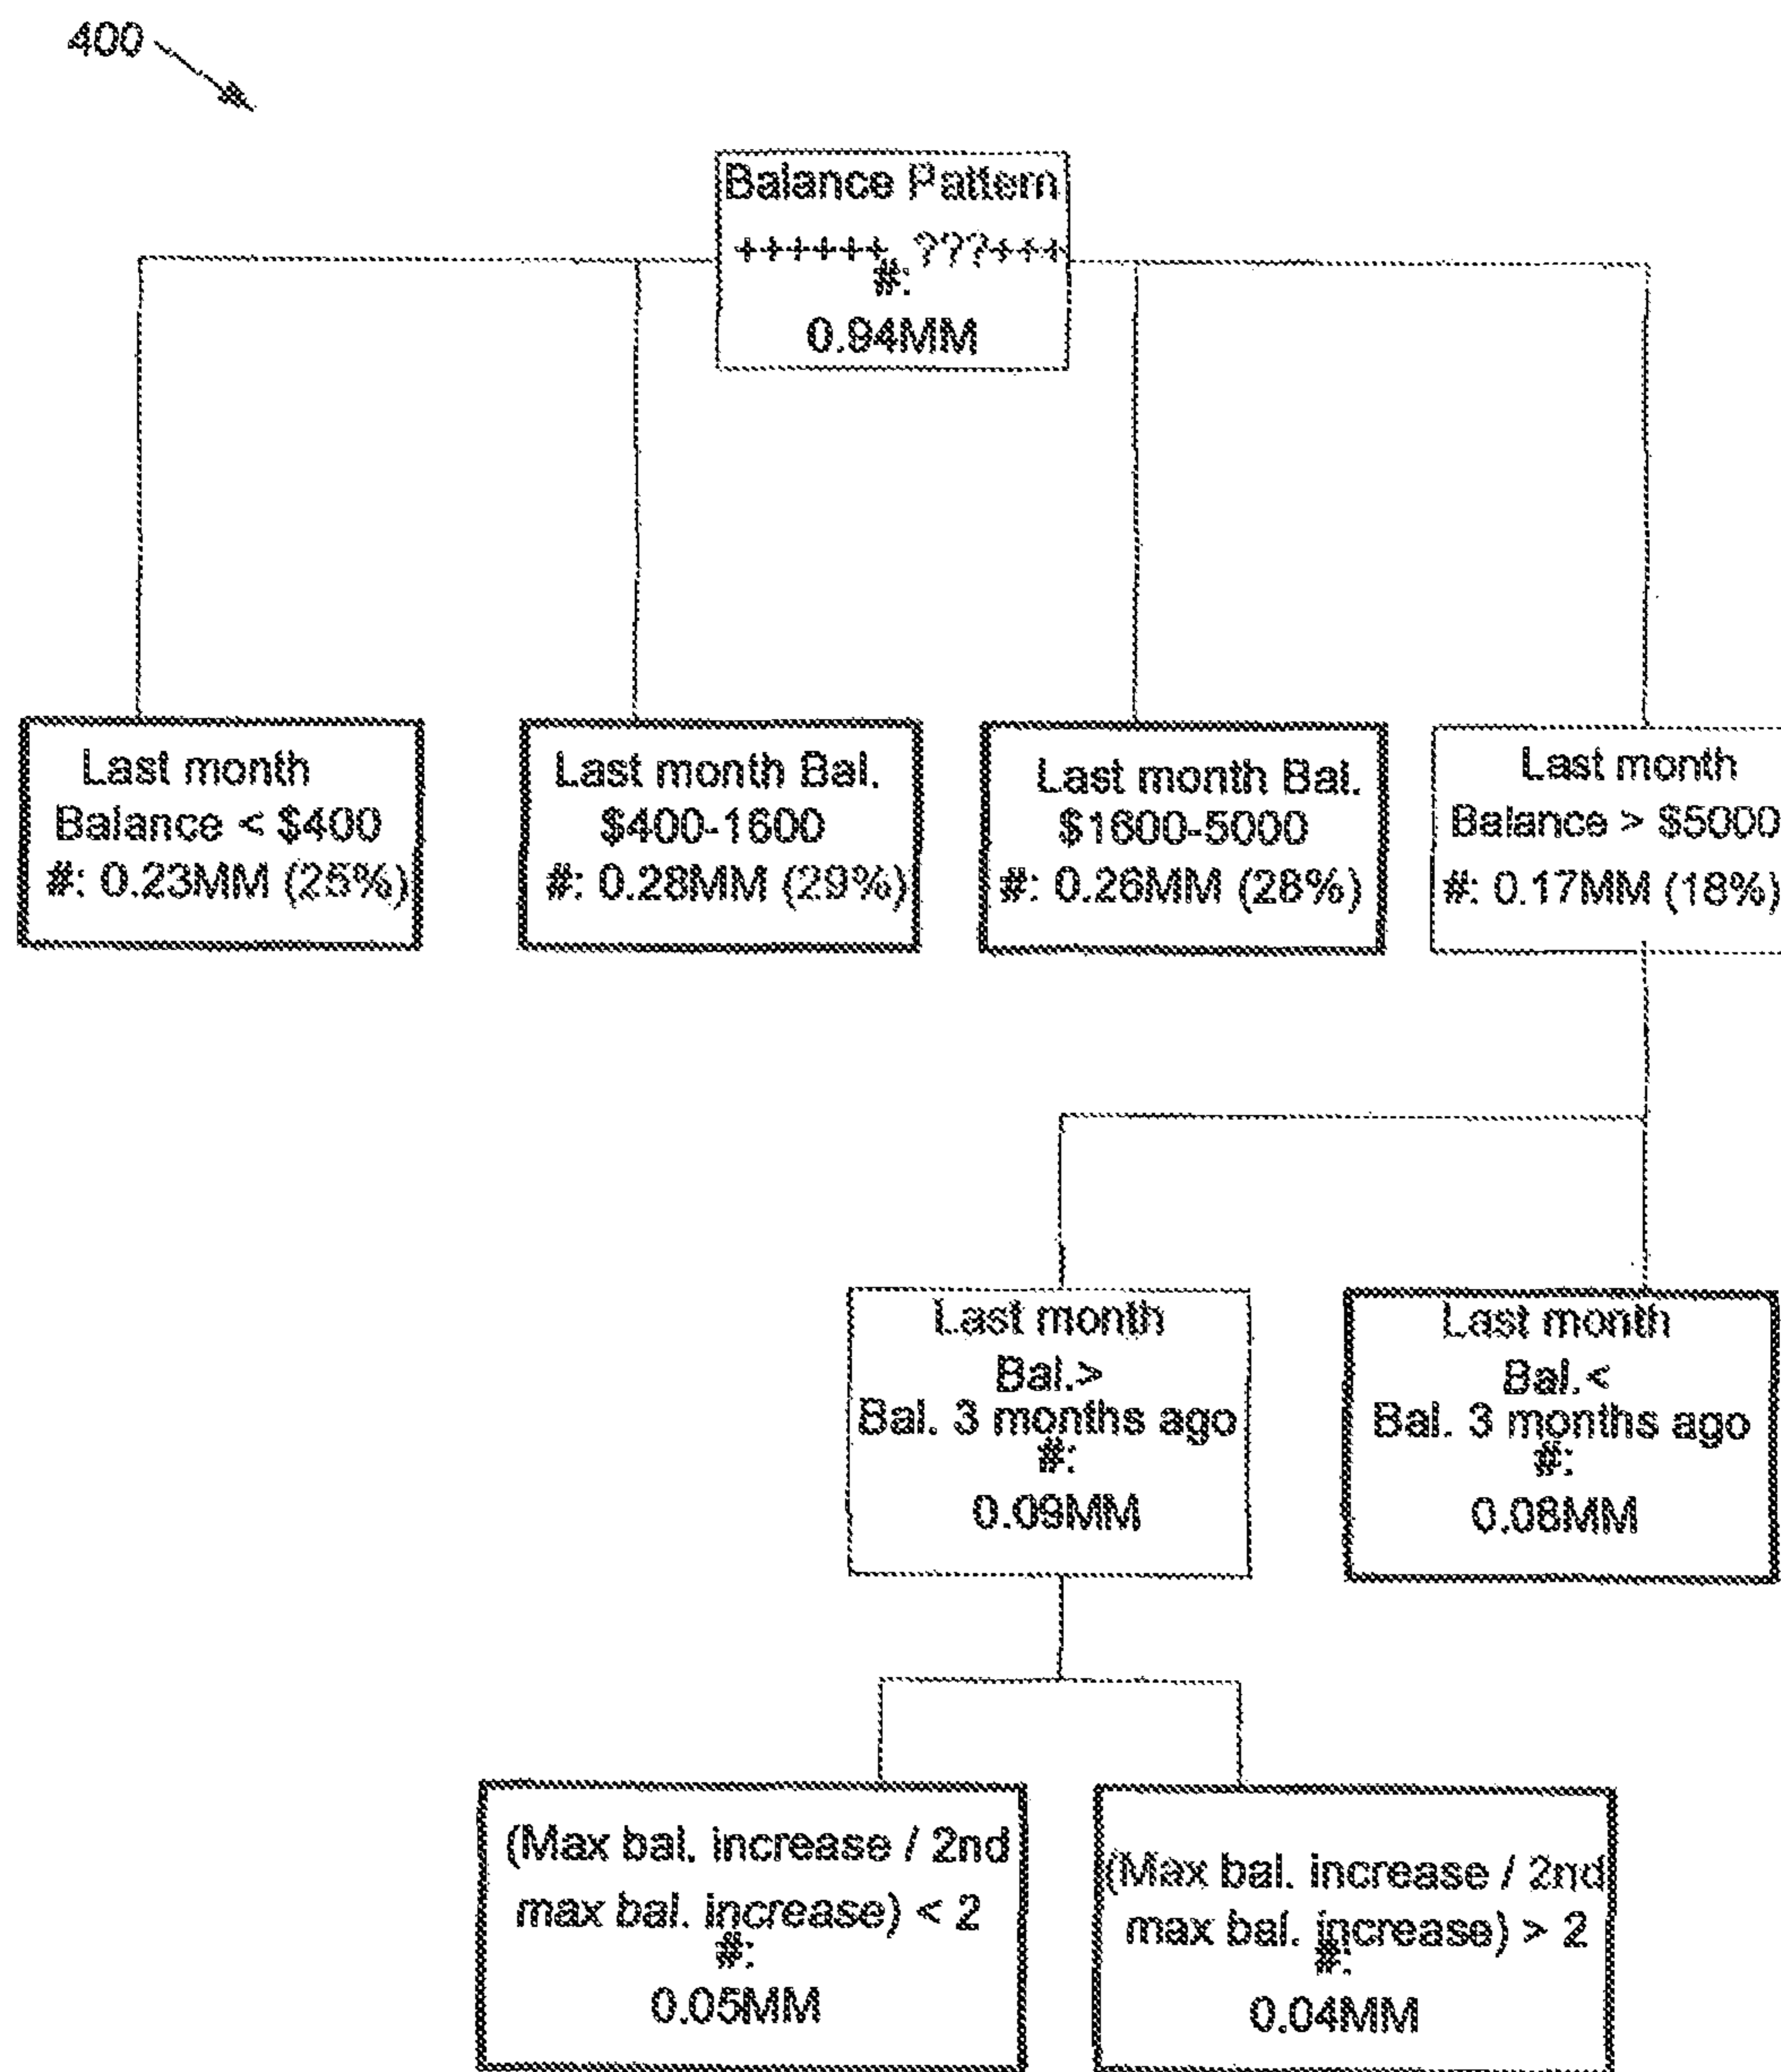 400
Balance Pattern
++++++, ???+++
#:
0.94MM
Last month
Balance < $400
#: 0.23MM (25%)
Last month Bal.
$400-1600
#: 0.28MM (29%)
Last month Bal.
$1600-5000
#: 0.26MM (28%)
Last month
Balance > $5000
#: 0.17MM (18%)
Last month
Bal.>
Bal. 3 months ago
#:
0.09MM
Last month
Bal.<
Bal. 3 months ago
#:
0.08MM
(Max bal. increase / 2nd
max bal. increase) < 2
#:
0.05MM
(Max bal. increase / 2nd
max bal. increase) > 2
#:
0.04MM